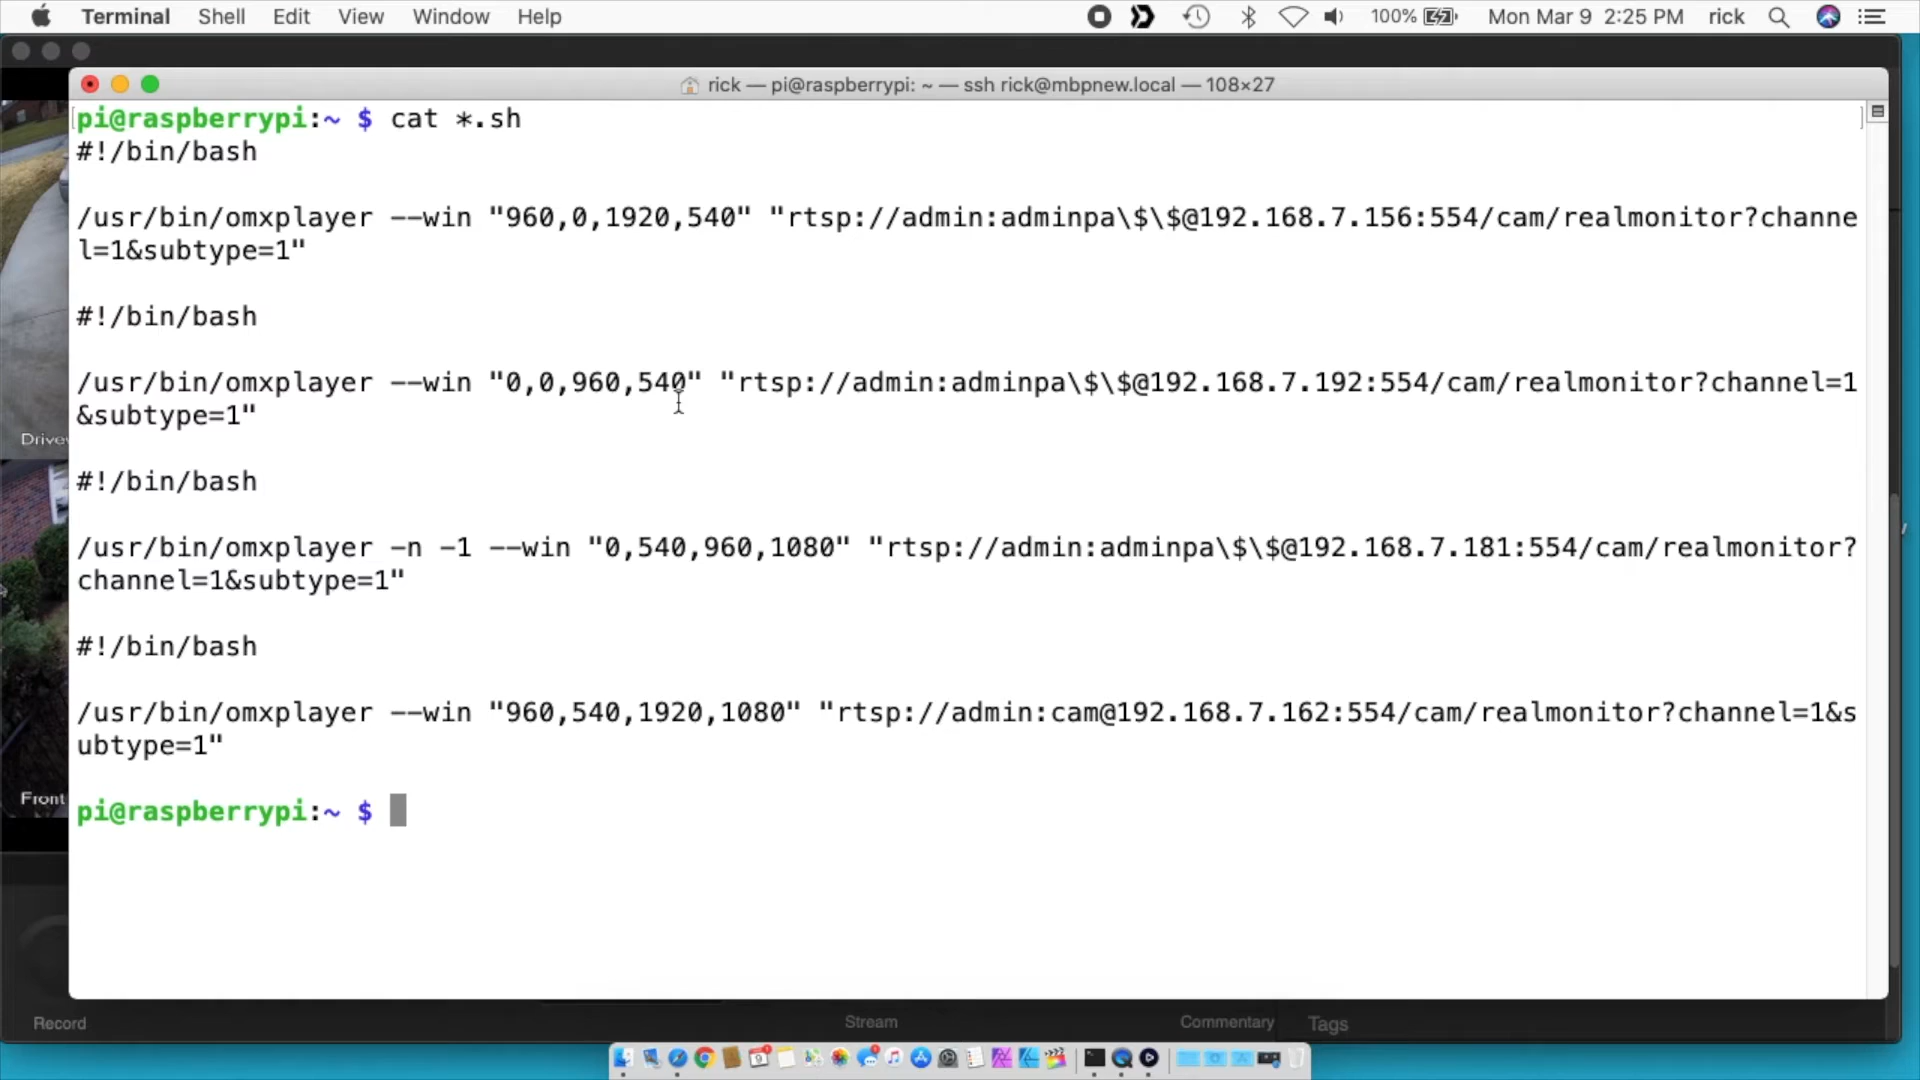 Terminal Shell Edit View Window Help 100% Mon Mar 9 2:25 PM rick
rick — pi@raspberrypi: ~ — ssh rick@mbpnew.local — 108×27
pi@raspberrypi:~ $ cat *.sh
#!/bin/bash
/usr/bin/omxplayer --win "960,0,1920,540" "rtsp://admin:adminpa\$\$@192.168.7.156:554/cam/realmonitor?channe
l=1&subtype=1"
#!/bin/bash
/usr/bin/omxplayer --win "0,0,960,540" "rtsp://admin:adminpa\$\$@192.168.7.192:554/cam/realmonitor?channel=1
&subtype=1"
#!/bin/bash
/usr/bin/omxplayer -n -1 --win "0,540,960,1080" "rtsp://admin:adminpa\$\$@192.168.7.181:554/cam/realmonitor?
channel=1&subtype=1"
#!/bin/bash
/usr/bin/omxplayer --win "960,540,1920,1080" "rtsp://admin:cam@192.168.7.162:554/cam/realmonitor?channel=1&s
ubtype=1"
pi@raspberrypi:~ $
Drivew
Front
Record Stream Commentary Tags